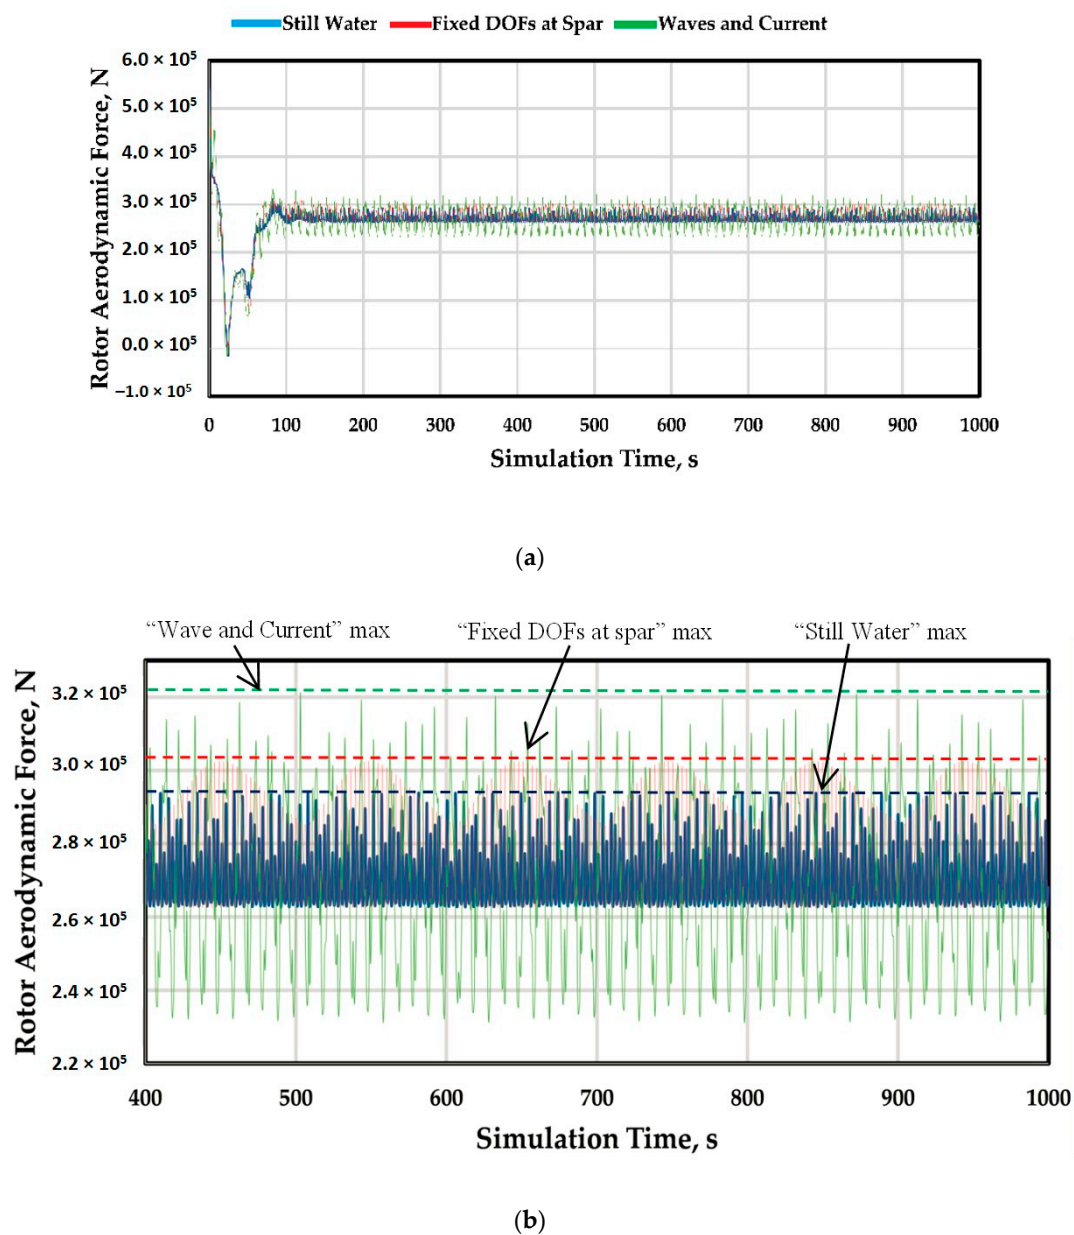 Still Water Fixed DOFs at Spar Waves and Current
Rotor Aerodynamic Force, N
6.0 × 10⁵
5.0 × 10⁵
4.0 × 10⁵
3.0 × 10⁵
2.0 × 10⁵
1.0 × 10⁵
0.0 × 10⁵
−1.0 × 10⁵
0 100 200 300 400 500 600 700 800 900 1000
Simulation Time, s
(a)
“Wave and Current” max “Fixed DOFs at spar” max “Still Water” max
Rotor Aerodynamic Force, N
3.2 × 10⁵
3.0 × 10⁵
2.8 × 10⁵
2.6 × 10⁵
2.4 × 10⁵
2.2 × 10⁵
400 500 600 700 800 900 1000
Simulation Time, s
(b)